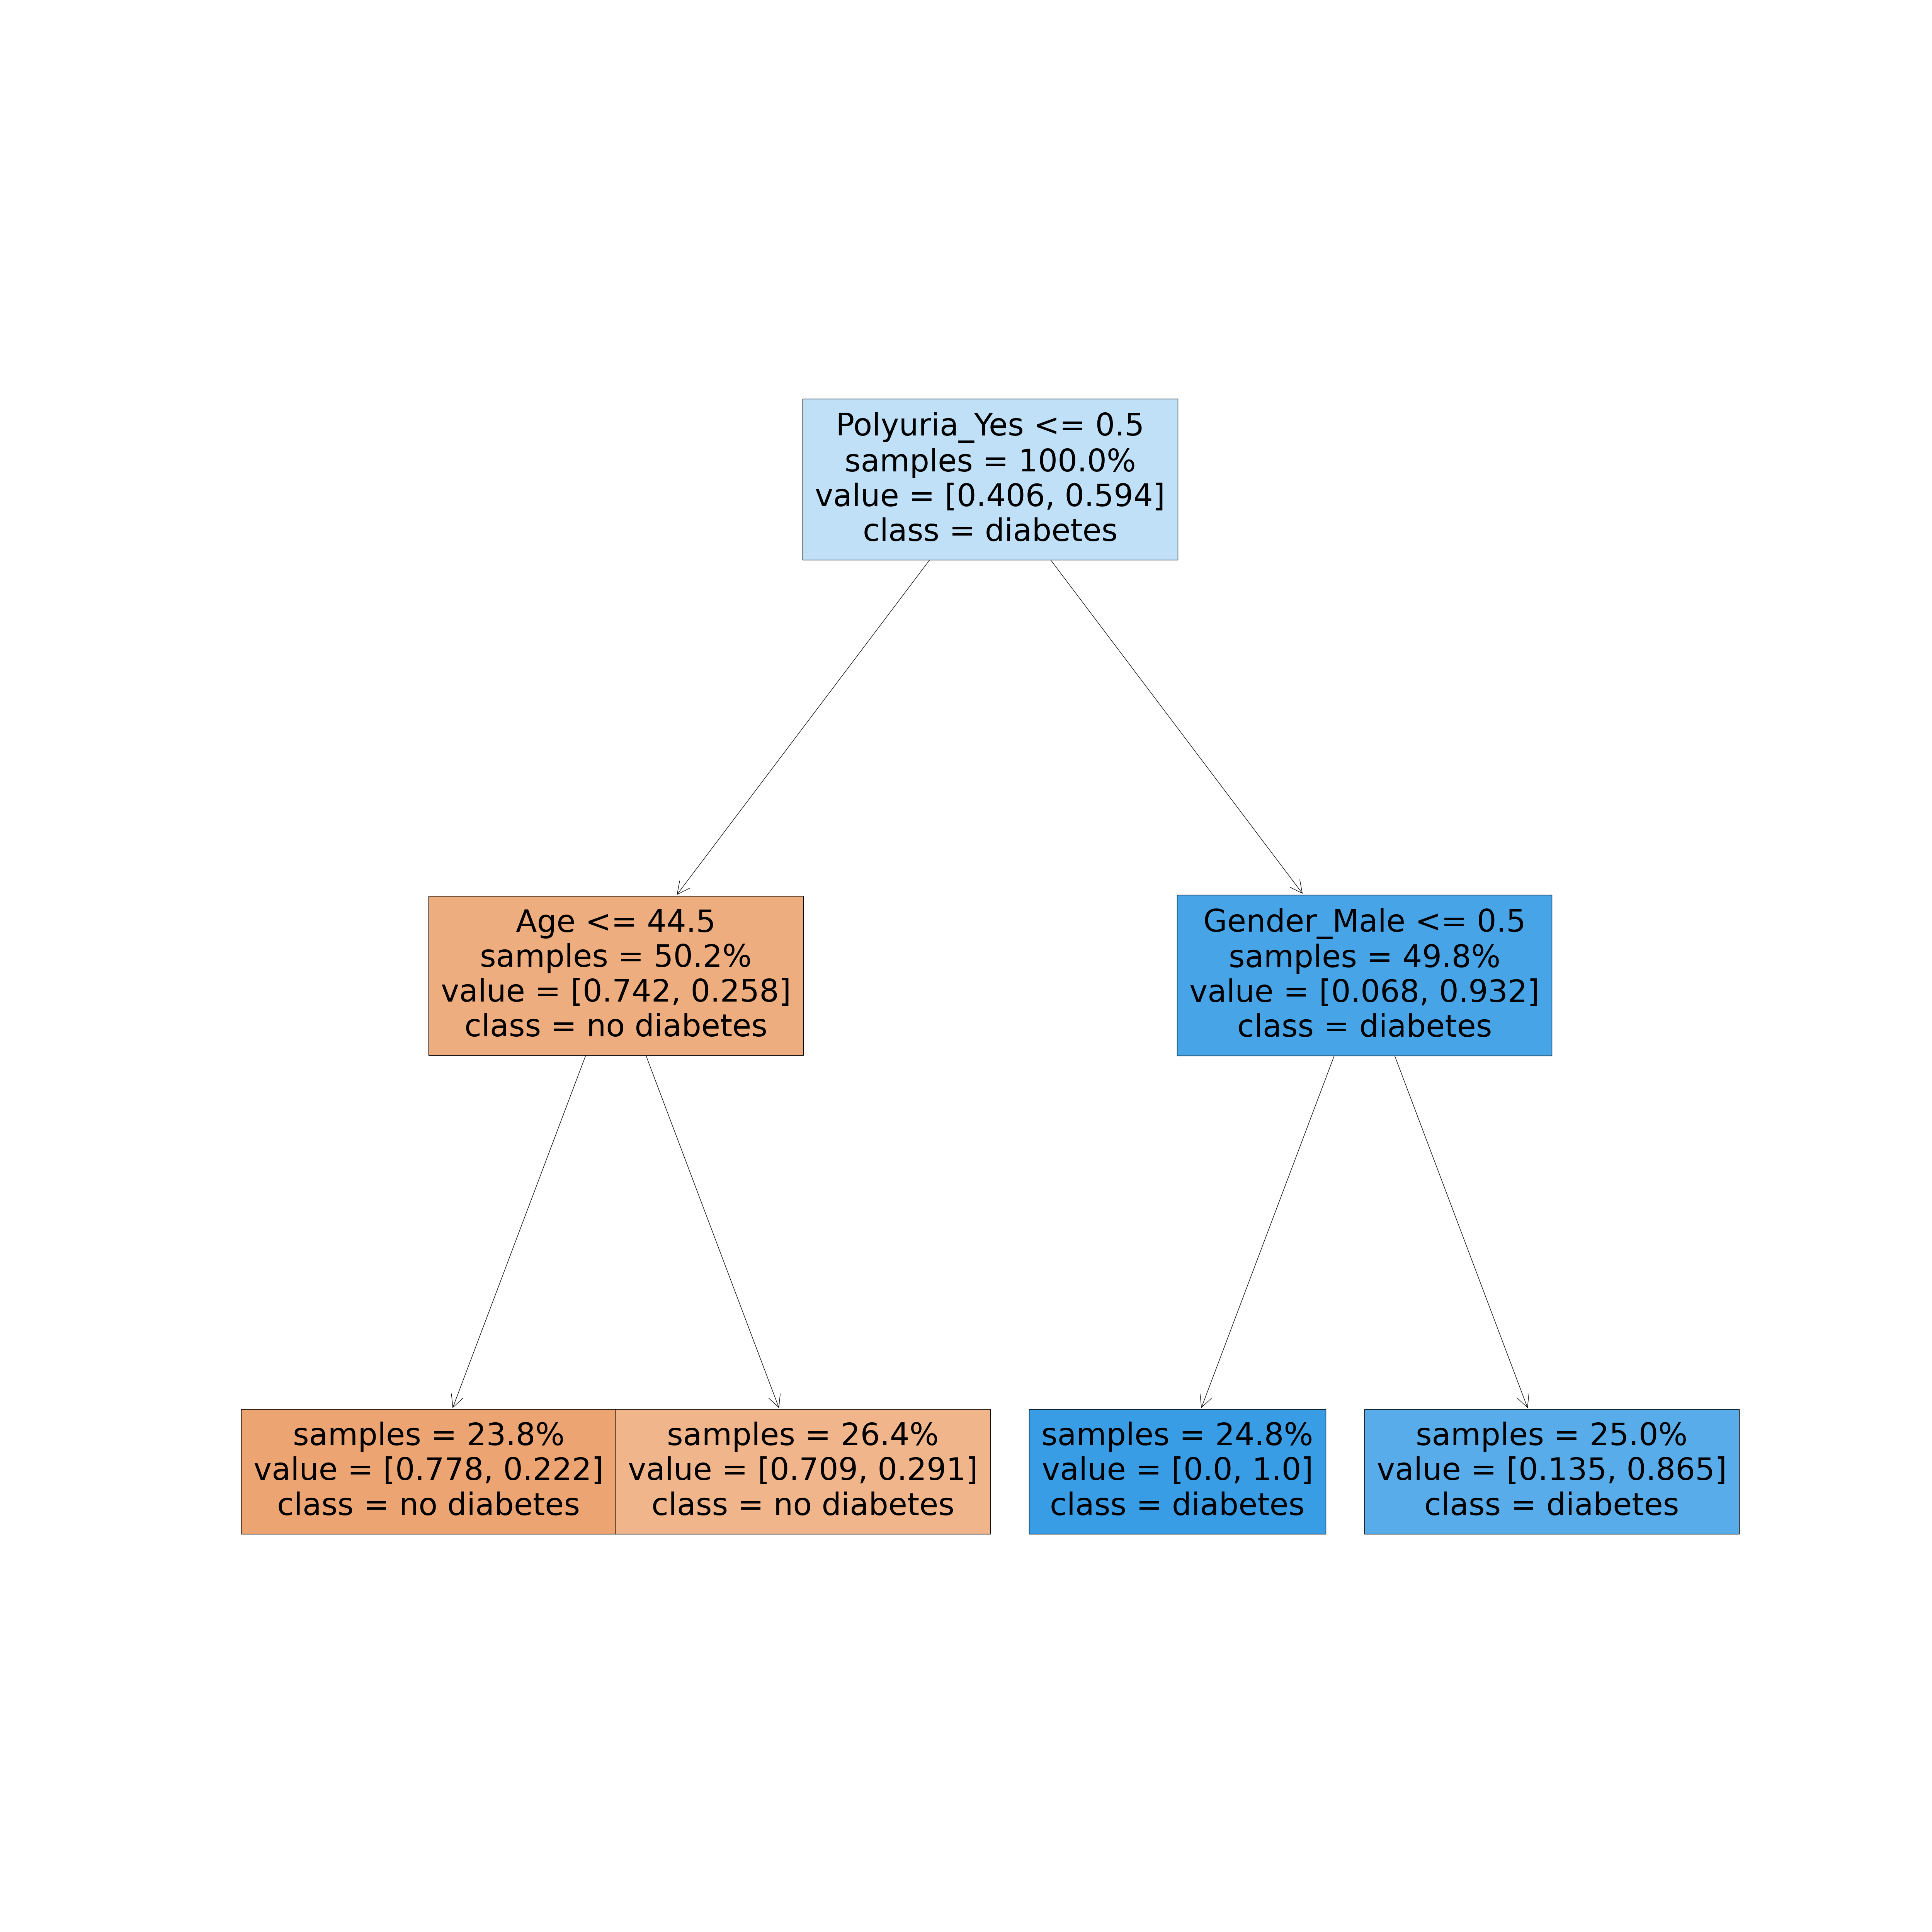 Polyuria_Yes <= 0.5
samples = 100.0%
value = [0.406, 0.594]
class = diabetes
Age <= 44.5
samples = 50.2%
value = [0.742, 0.258]
class = no diabetes
Gender_Male <= 0.5
samples = 49.8%
value = [0.068, 0.932]
class = diabetes
samples = 23.8%
value = [0.778, 0.222]
class = no diabetes
samples = 26.4%
value = [0.709, 0.291]
class = no diabetes
samples = 24.8%
value = [0.0, 1.0]
class = diabetes
samples = 25.0%
value = [0.135, 0.865]
class = diabetes